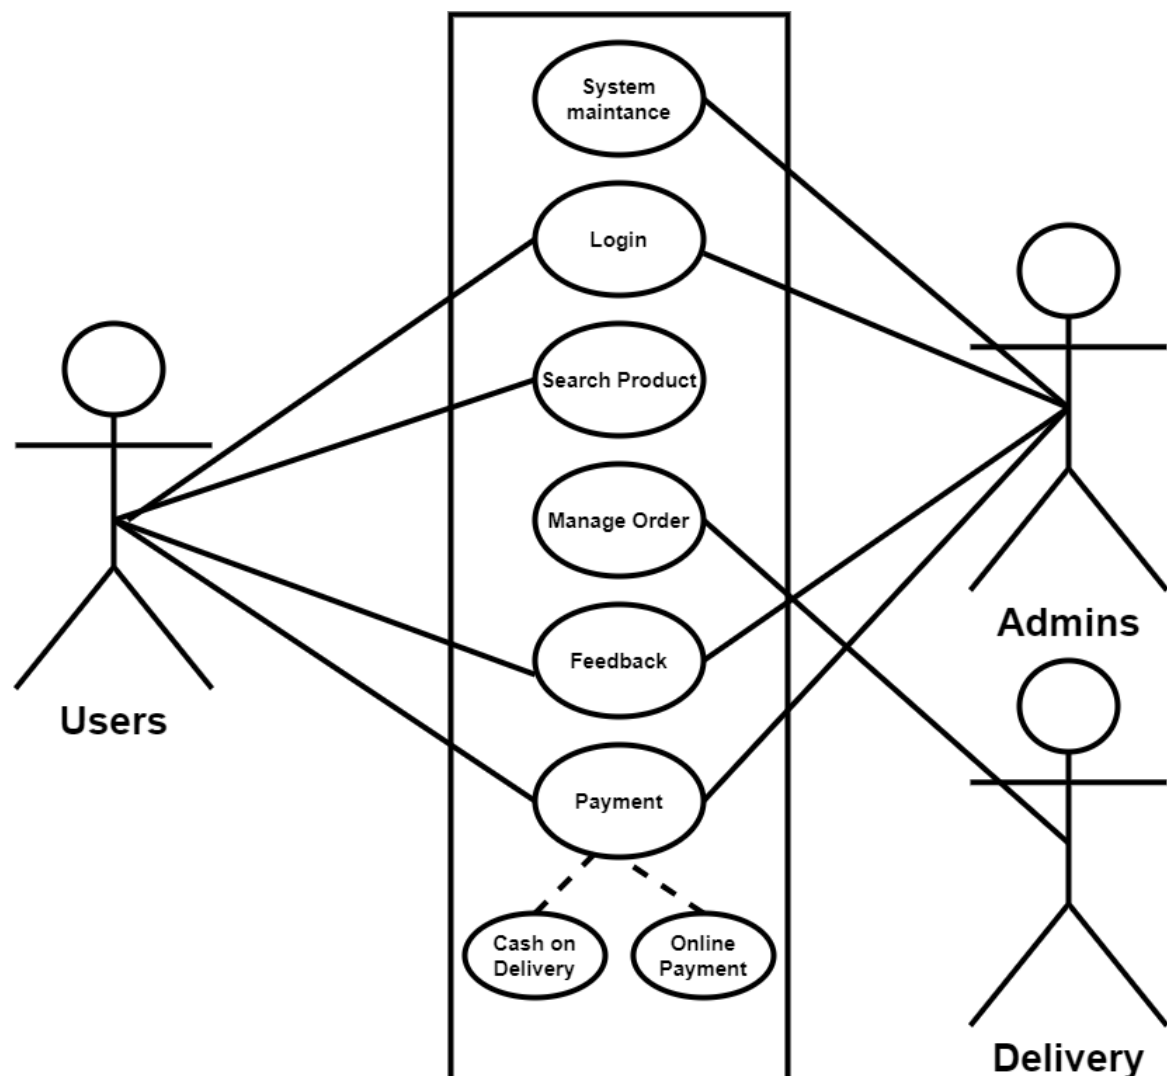 System
maintance
Login
Search Product
Manage Order
Feedback
Payment
Cash on
Delivery
Online
Payment
Users
Admins
Delivery